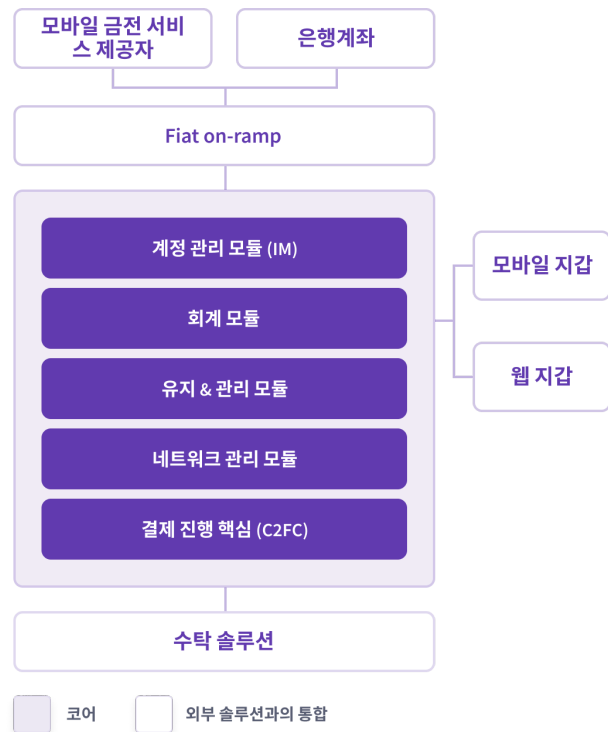 모바일 금전 서비
스 제공자
은행계좌
Fiat on-ramp
계정 관리 모듈 (IM)
회계 모듈
유지 & 관리 모듈
네트워크 관리 모듈
결제 진행 핵심 (C2FC)
모바일 지갑
웹 지갑
수탁 솔루션
코어
외부 솔루션과의 통합